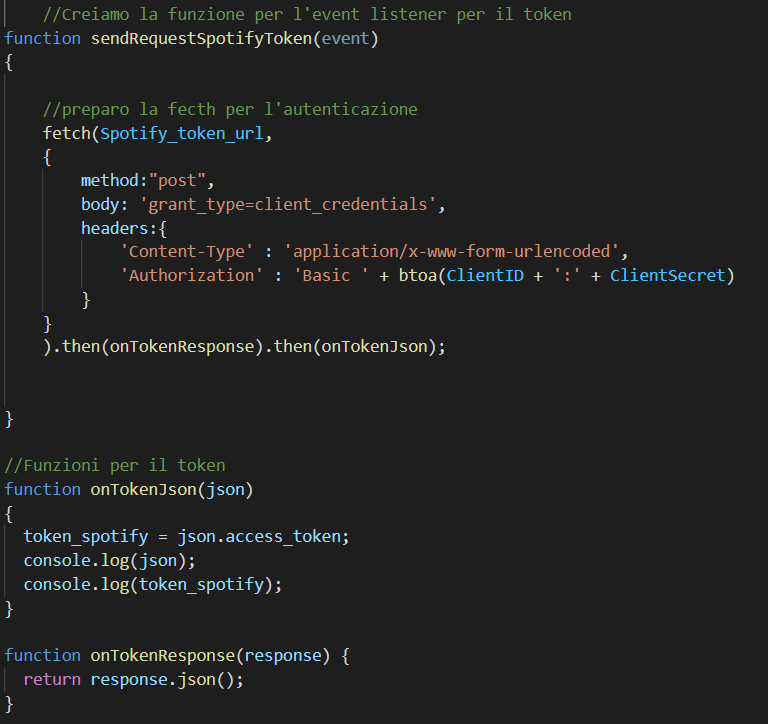 //Creiamo la funzione per l'event listener per il token
function sendRequestSpotifyToken(event)
{
//preparo la fecth per l'autenticazione
fetch(Spotify_token_url,
{
method:"post",
body: 'grant_type=client_credentials',
headers:{
'Content-Type' : 'application/x-www-form-urlencoded',
'Authorization' : 'Basic ' + btoa(ClientID + ':' + ClientSecret)
}
}
).then(onTokenResponse).then(onTokenJson);
}
//Funzioni per il token
function onTokenJson(json)
{
token_spotify = json.access_token;
console.log(json);
console.log(token_spotify);
}
function onTokenResponse(response) {
return response.json();
}